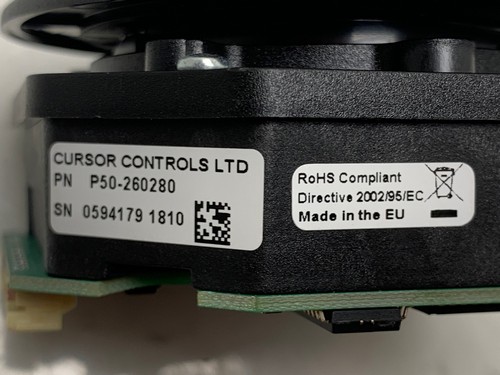 CURSOR CONTROLS LTD
PN P50-260280
SN 0594179 1810
RoHS Compliant
Directive 2002/95/EC
Made in the EU